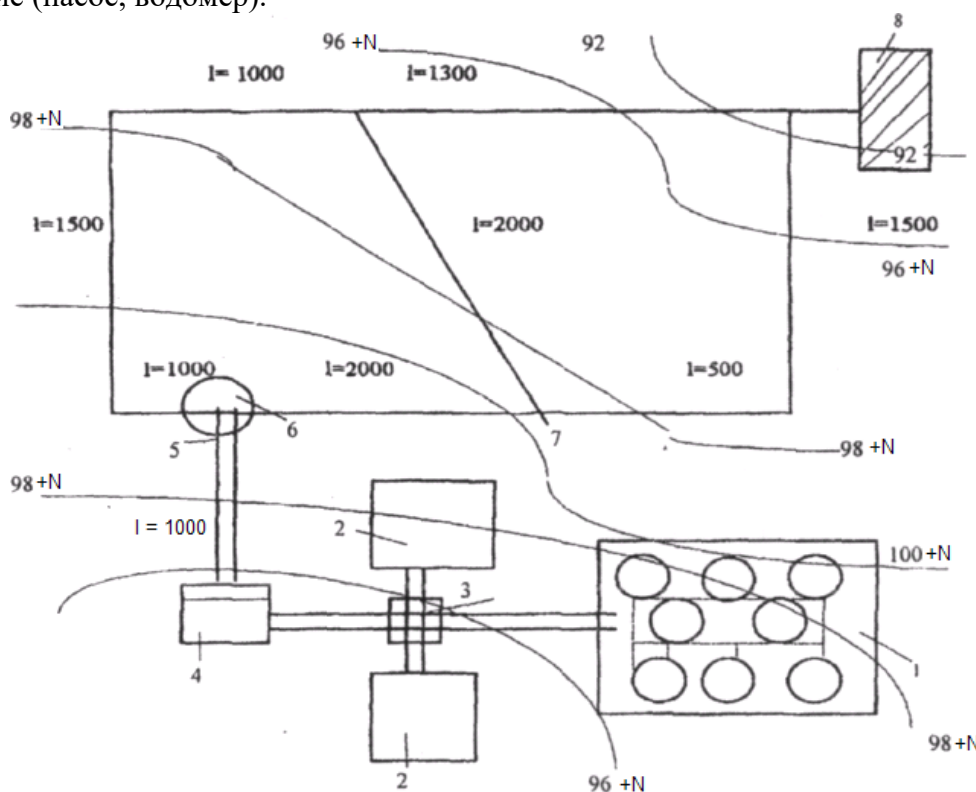 ие (насос, водомер).
96 +N
92
8
l= 1000
l=1300
98 +N
92
l=1500
l=2000
l=1500
96 +N
l=1000
l=2000
l=500
5
6
7
98 +N
98 +N
2
l = 1000
100 +N
3
4
1
98 +N
2
96 +N